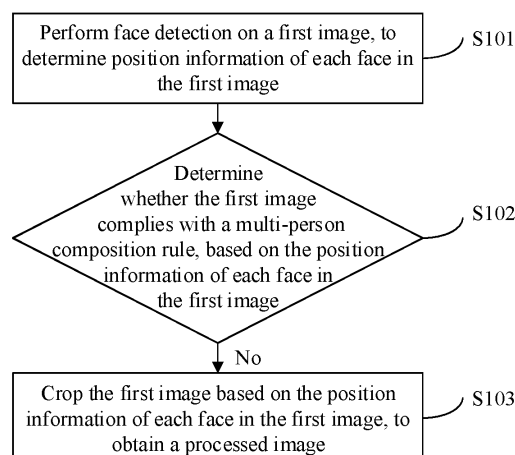 Perform face detection on a first image, to
determine position information of each face in
the first image
S101
Determine
whether the first image
complies with a multi-person
composition rule, based on the position
information of each face in
the first image
S102
No
Crop the first image based on the position
information of each face in the first image, to
obtain a processed image
S103